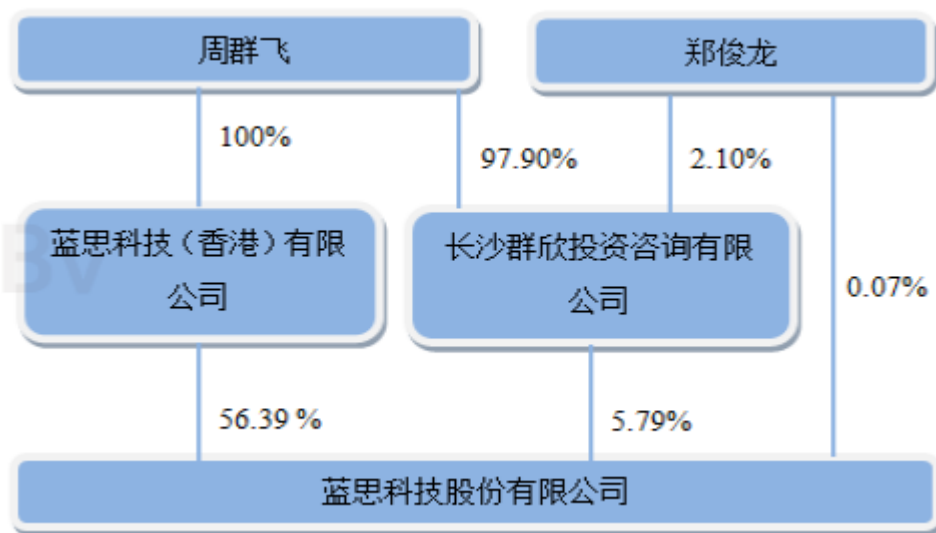 周群飞
郑俊龙
100%
97.90%
2.10%
蓝思科技（香港）有限
公司
长沙群欣投资咨询有限
公司
0.07%
56.39 %
5.79%
蓝思科技股份有限公司